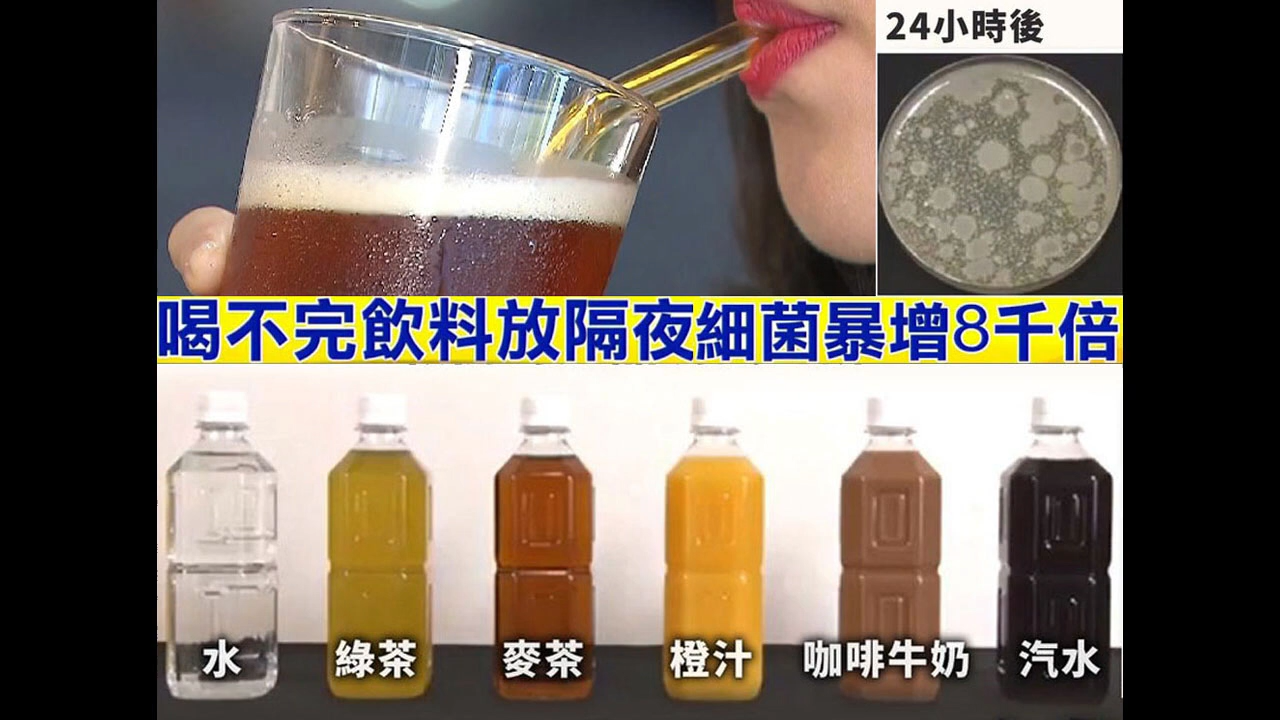 24小時後
喝不完飲料放隔夜細菌暴增8千倍
水
綠茶
麥茶
橙汁
咖啡牛奶
汽水